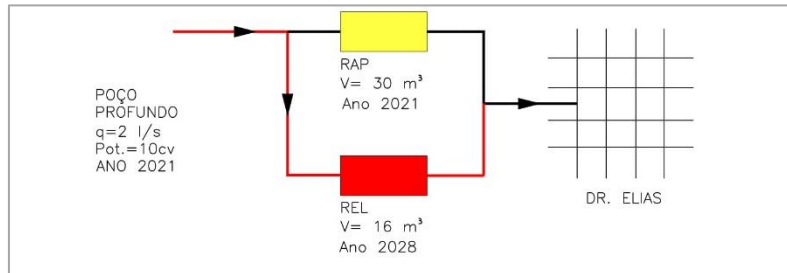 RAP
V= 30 m³
Ano 2021
POÇO
PROFUNDO
q=2 l/s
Pot.=10cv
ANO 2021
REL
V= 16 m³
Ano 2028
DR. ELIAS